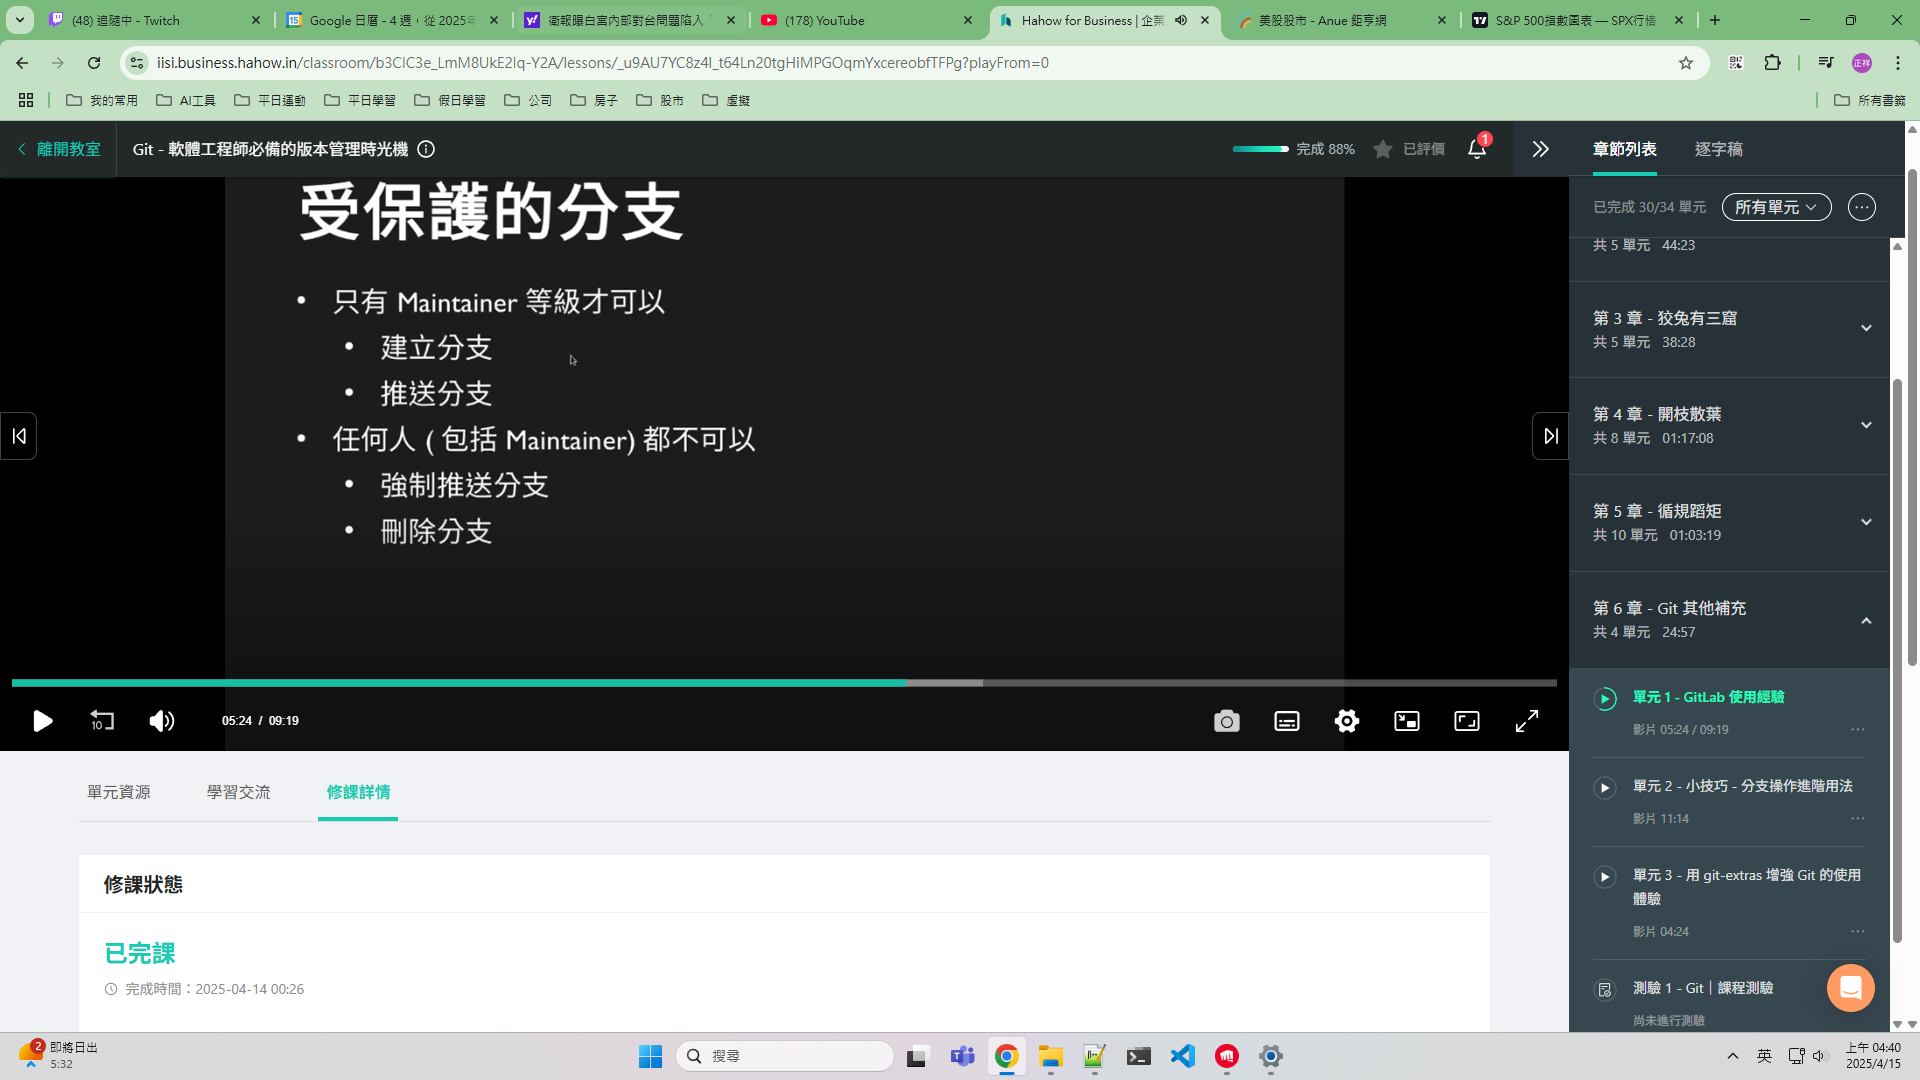 (48) 追隨中 - Twitch
Google 日曆 - 4 週，從 2025年
衛報曝白宮內部對台問題陷入「
(178) YouTube
Hahow for Business | 企業
美股股市 - Anue 鉅亨網
S&P 500指數圖表 — SPX行情
iisi.business.hahow.in/classroom/b3ClC3e_LmM8UkE2lq-Y2A/lessons/_u9AU7YC8z4l_t64Ln20tgHiMPGOqmYxcereobfTFPg?playFrom=0
正祥
我的常用
AI工具
平日運動
平日學習
假日學習
公司
房子
股市
虛擬
所有書籤
離開教室
Git - 軟體工程師必備的版本管理時光機
完成 88%
已評價
1
章節列表
逐字稿
已完成 30/34 單元
所有單元
共 5 單元 44:23
第 3 章 - 狡兔有三窟
共 5 單元 38:28
第 4 章 - 開枝散葉
共 8 單元 01:17:08
第 5 章 - 循規蹈矩
共 10 單元 01:03:19
第 6 章 - Git 其他補充
共 4 單元 24:57
單元 1 - GitLab 使用經驗
影片 05:24 / 09:19
單元 2 - 小技巧 - 分支操作進階用法
影片 11:14
單元 3 - 用 git-extras 增強 Git 的使用
體驗
影片 04:24
測驗 1 - Git｜課程測驗
尚未進行測驗
受保護的分支
• 只有 Maintainer 等級才可以
• 建立分支
• 推送分支
• 任何人 ( 包括 Maintainer) 都不可以
• 強制推送分支
• 刪除分支
10
05:24 / 09:19
單元資源
學習交流
修課詳情
修課狀態
已完課
完成時間：2025-04-14 00:26
2
即將日出
5:32
搜尋
英
上午 04:40
2025/4/15